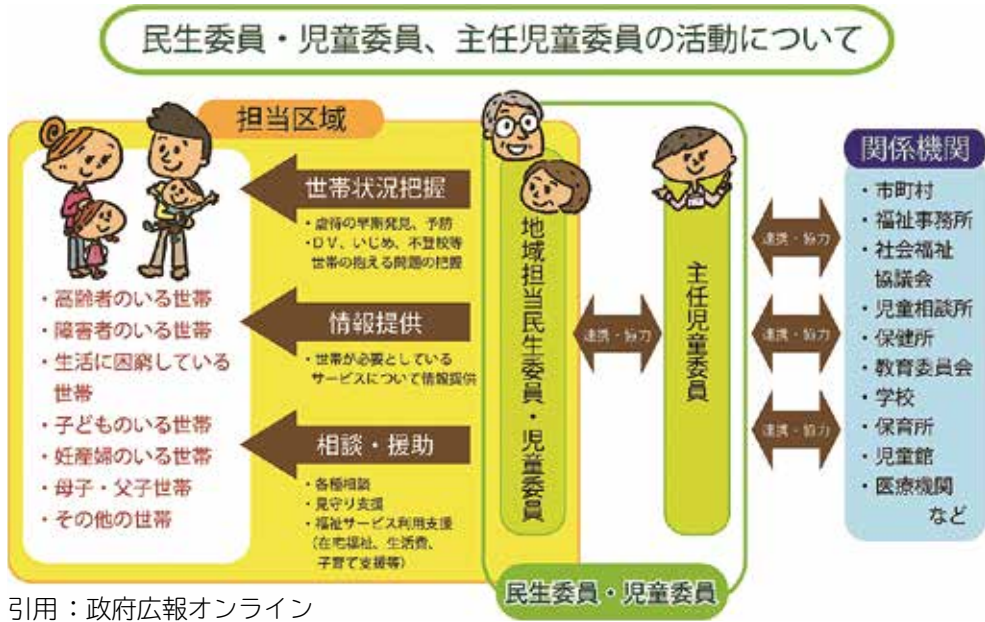 民生委員・児童委員、主任児童委員の活動について
担当区域
・高齢者のいる世帯
・障害者のいる世帯
・生活に困窮している
世帯
・子どものいる世帯
・妊産婦のいる世帯
・母子・父子世帯
・その他の世帯
世帯状況把握
・虐待の早期発見、予防
・DV、いじめ、不登校等
世帯の抱える問題の把握
情報提供
・世帯が必要としている
サービスについて情報提供
相談・援助
・各種相談
・見守り支援
・福祉サービス利用支援
(在宅福祉、生活費、
子育て支援等)
地域担当民生委員・児童委員
連携・協力
主任児童委員
民生委員・児童委員
連携・協力
連携・協力
連携・協力
関係機関
・市町村
・福祉事務所
・社会福祉
協議会
・児童相談所
・保健所
・教育委員会
・学校
・保育所
・児童館
・医療機関
など
引用：政府広報オンライン